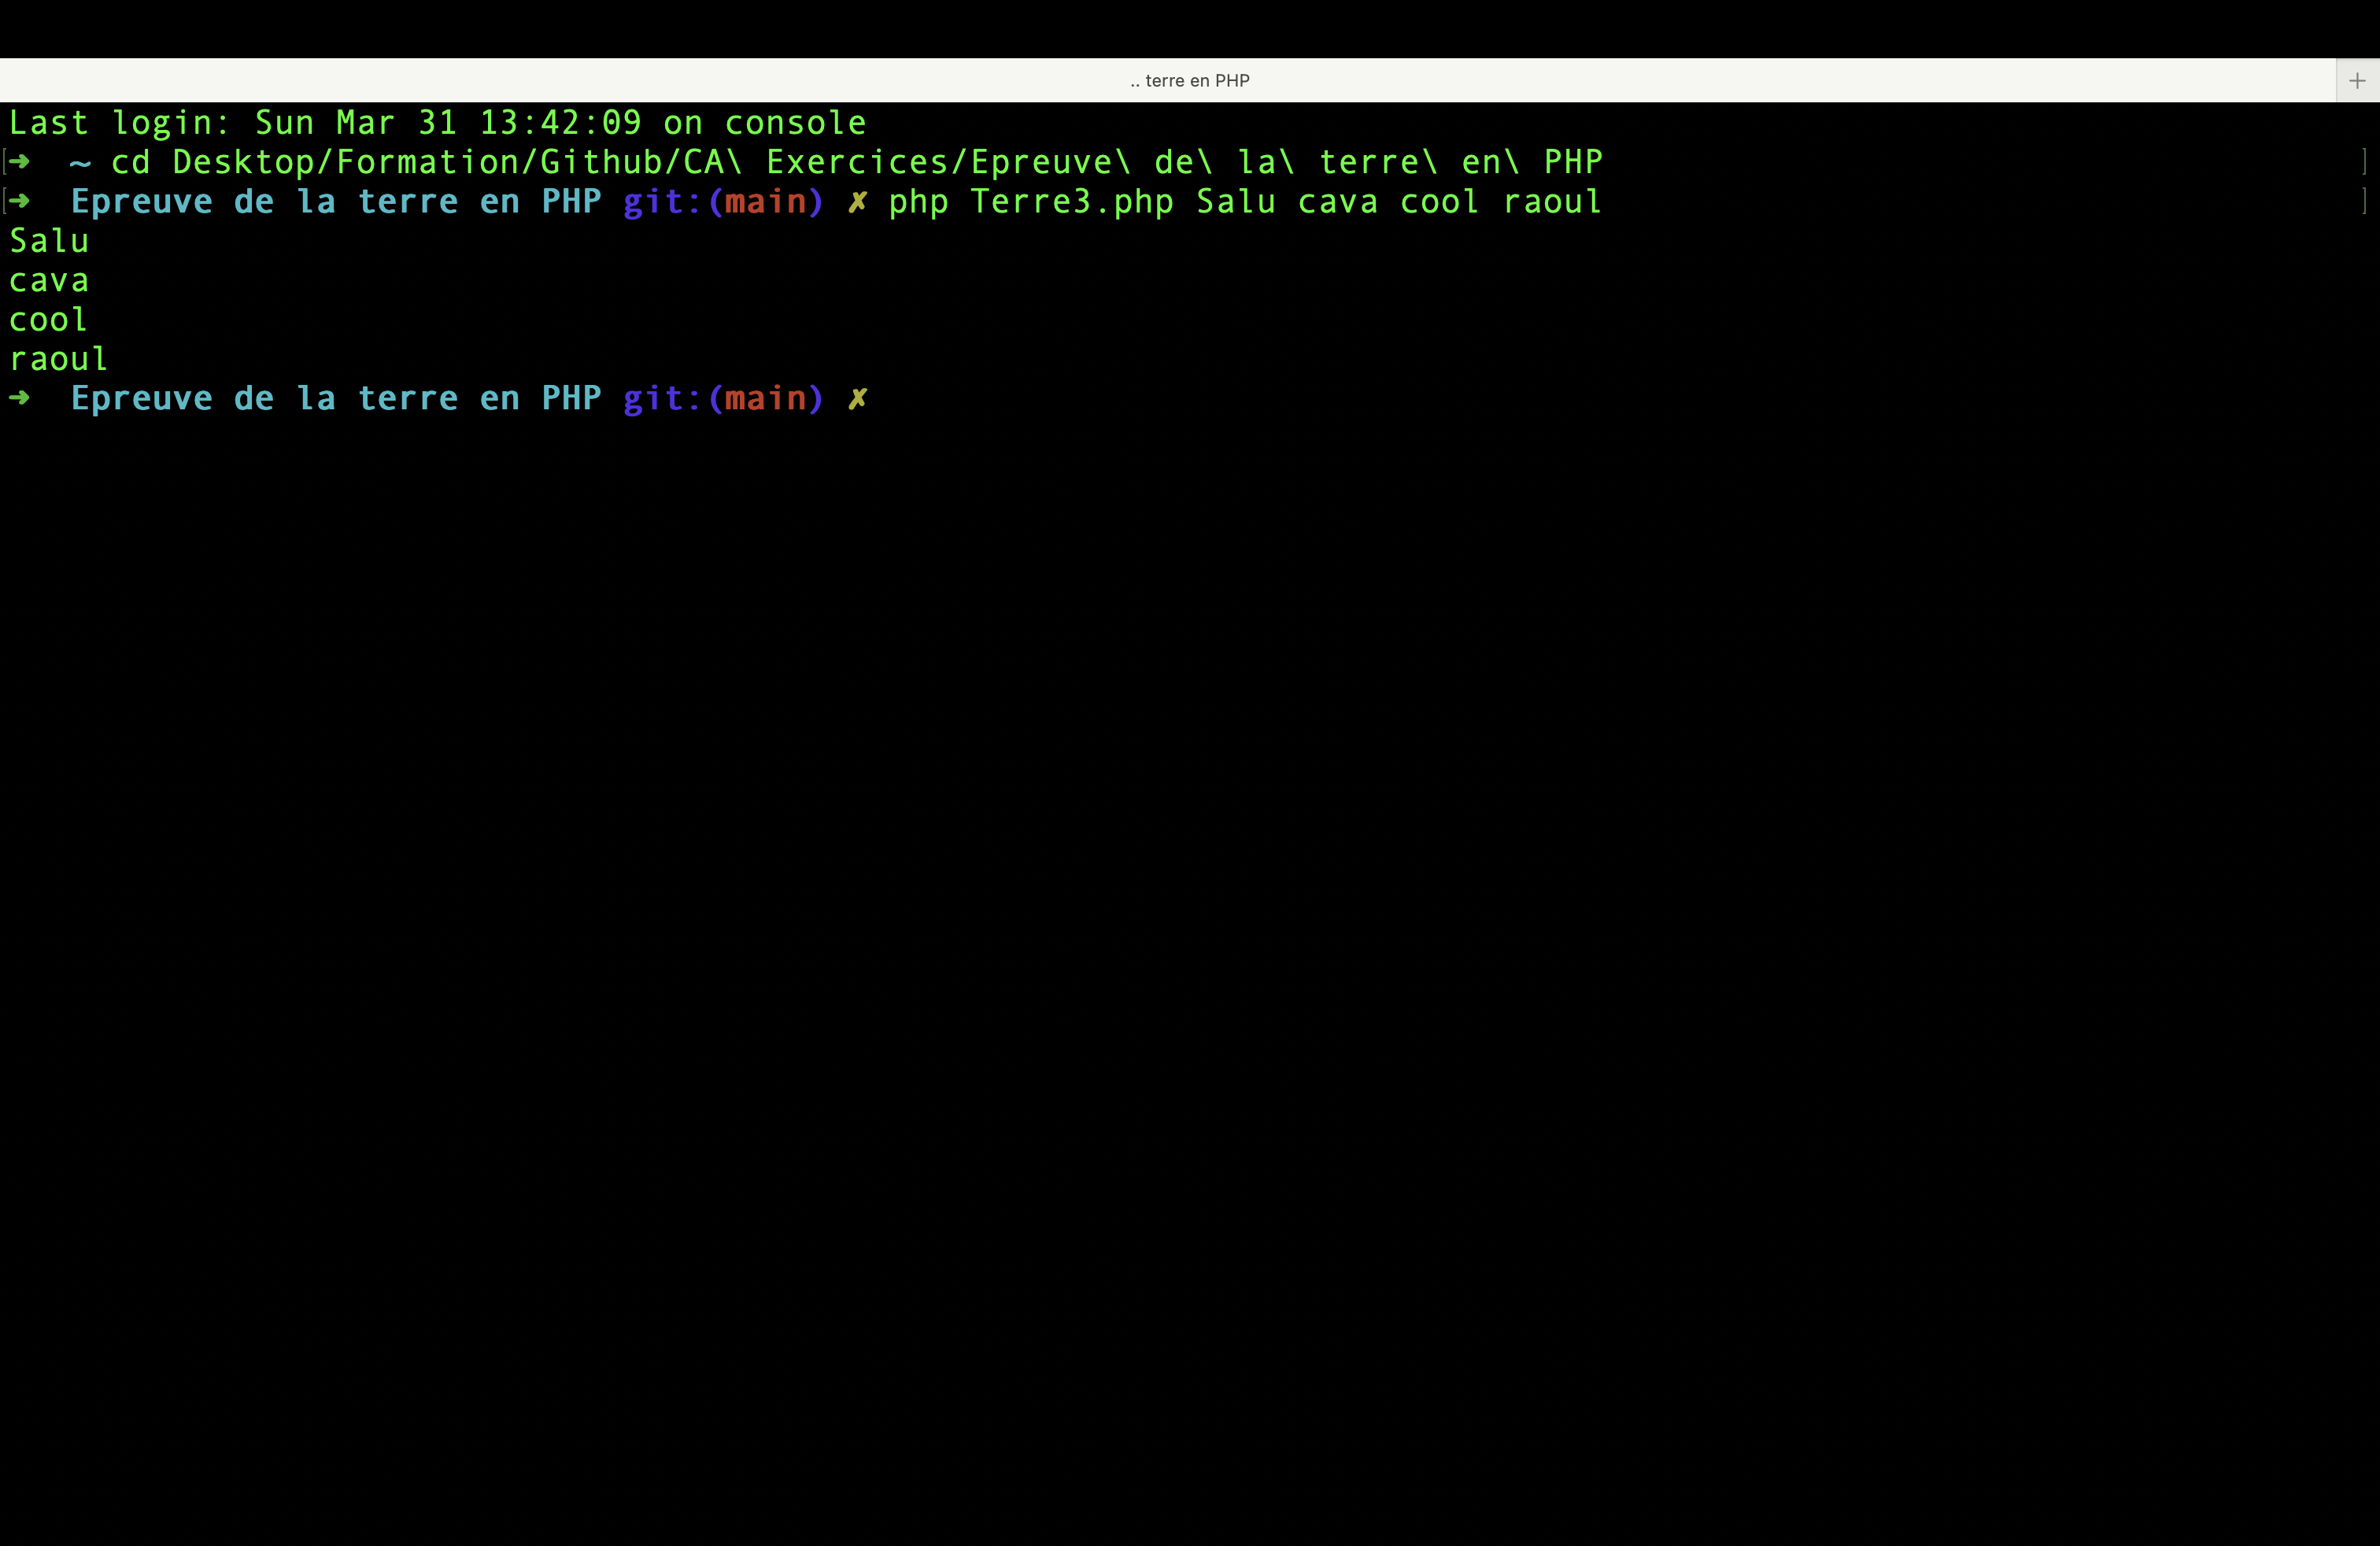 .. terre en PHP
Last login: Sun Mar 31 13:42:09 on console
[➜  ~ cd Desktop/Formation/Github/CA\ Exercices/Epreuve\ de\ la\ terre\ en\ PHP ]
[➜  Epreuve de la terre en PHP git:(main) ✗ php Terre3.php Salu cava cool raoul ]
Salu
cava
cool
raoul
➜  Epreuve de la terre en PHP git:(main) ✗